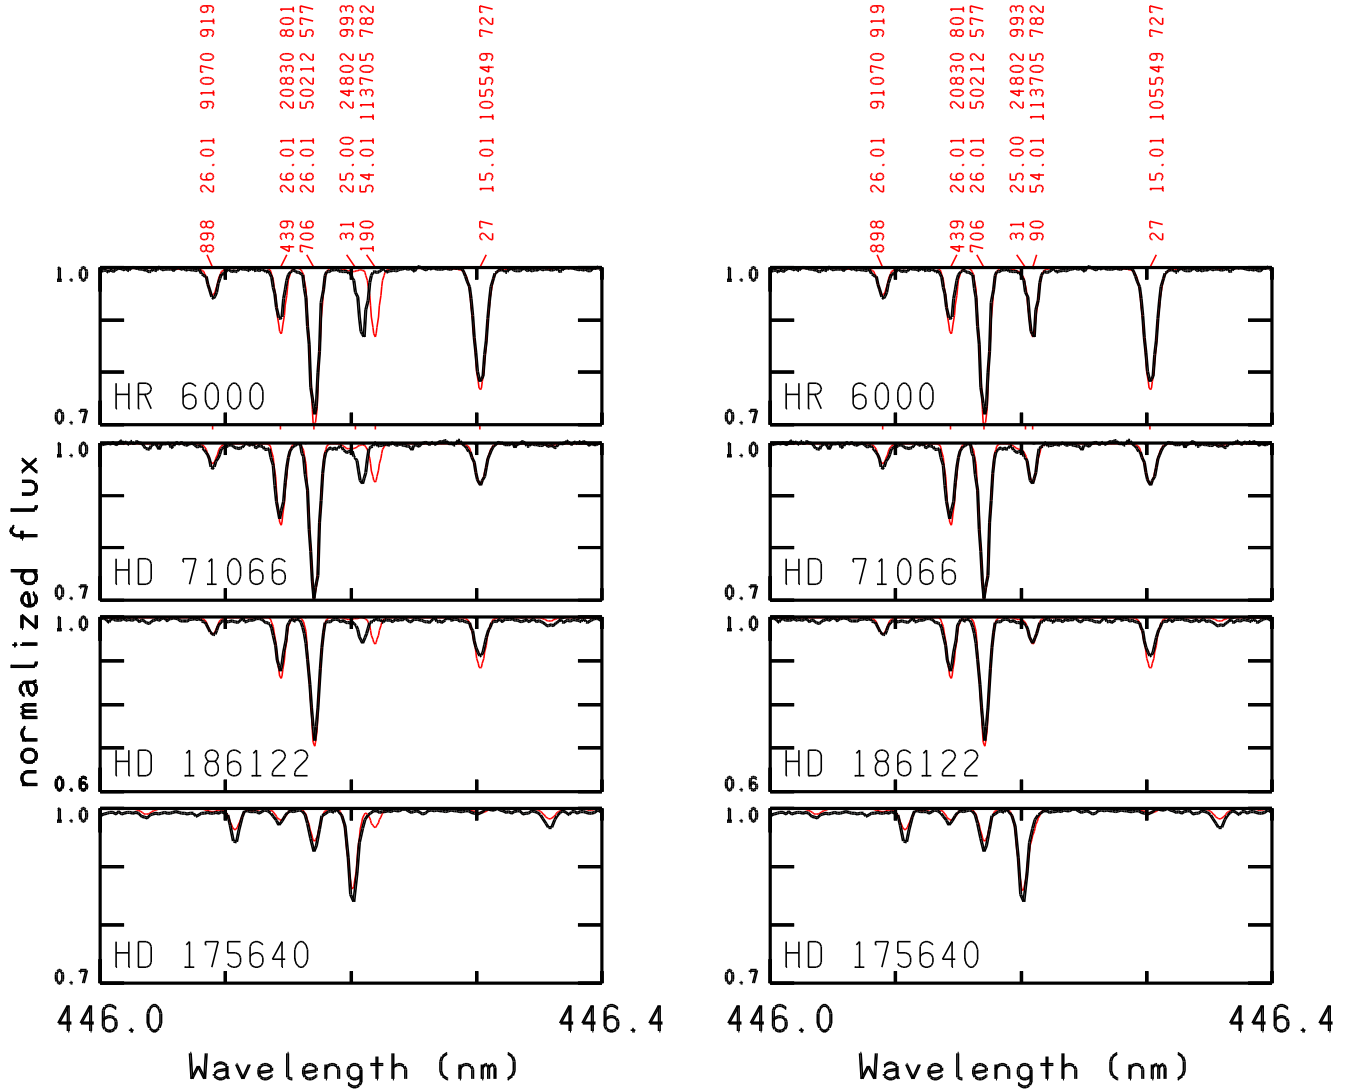 898 26.01 91070 919
439 26.01 20830 801
706 26.01 50212 577
31 25.00 24802 993
190 54.01 113705 782
27 15.01 105549 727
898 26.01 91070 919
439 26.01 20830 801
706 26.01 50212 577
31 25.00 24802 993
90 54.01 113705 782
27 15.01 105549 727
normalized flux
1.0
HR 6000
0.7
1.0
HD 71066
0.7
1.0
HD 186122
0.6
1.0
HD 175640
0.7
446.0 446.4
Wavelength (nm)
1.0
HR 6000
0.7
1.0
HD 71066
0.7
1.0
HD 186122
0.6
1.0
HD 175640
0.7
446.0 446.4
Wavelength (nm)